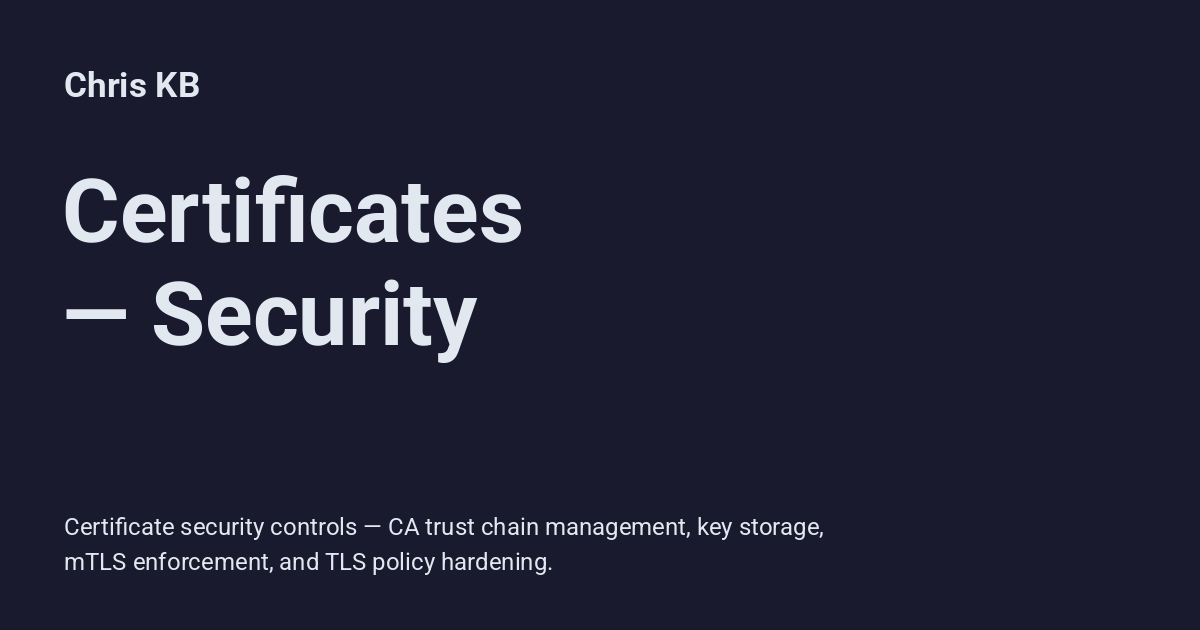 Chris KB
Certificates
— Security
Certificate security controls — CA trust chain management, key storage,
mTLS enforcement, and TLS policy hardening.